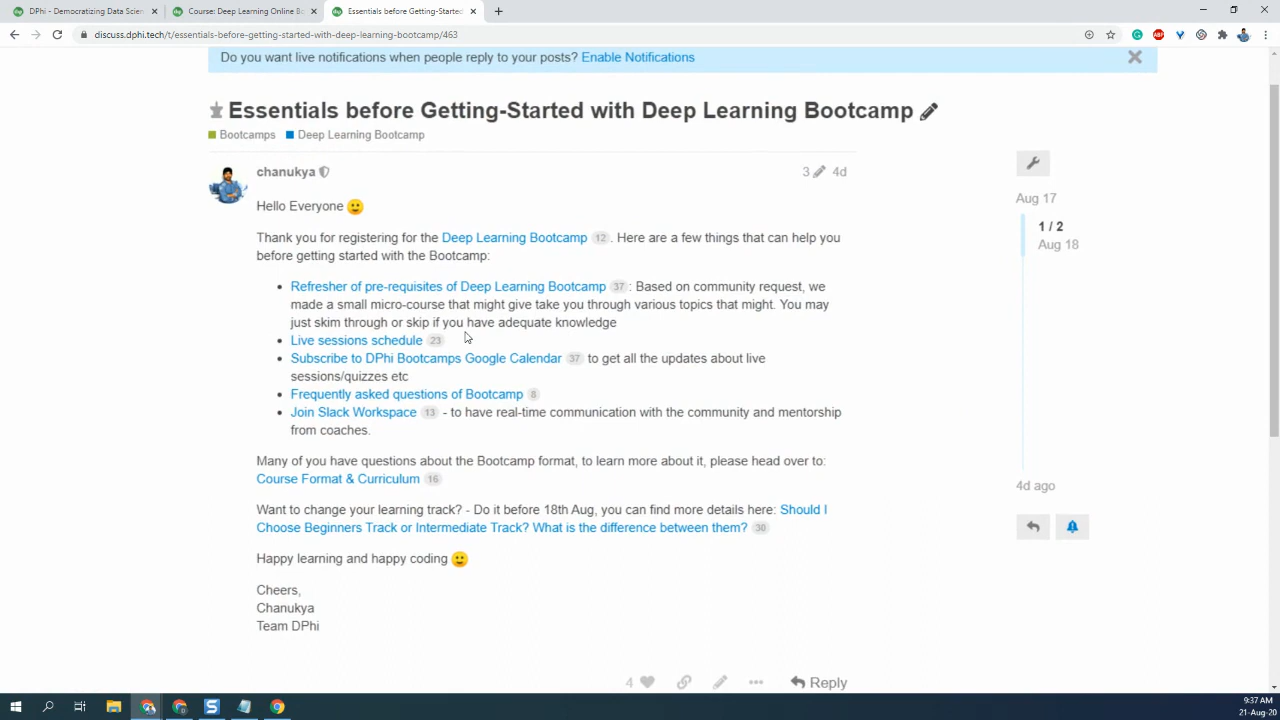 DPhi - Democratizing Data Scien
Course: Deep Learning Online Bo
Essentials before Getting-Started
discuss.dphi.tech/t/essentials-before-getting-started-with-deep-learning-bootcamp/463
Do you want live notifications when people reply to your posts? Enable Notifications
Essentials before Getting-Started with Deep Learning Bootcamp
Bootcamps Deep Learning Bootcamp
chanukya 3 4d
Hello Everyone
Thank you for registering for the Deep Learning Bootcamp 12. Here are a few things that can help you
before getting started with the Bootcamp:
• Refresher of pre-requisites of Deep Learning Bootcamp 37: Based on community request, we
made a small micro-course that might give take you through various topics that might. You may
just skim through or skip if you have adequate knowledge
• Live sessions schedule 23
• Subscribe to DPhi Bootcamps Google Calendar 37 to get all the updates about live
sessions/quizzes etc
• Frequently asked questions of Bootcamp 8
• Join Slack Workspace 13 - to have real-time communication with the community and mentorship
from coaches.
Many of you have questions about the Bootcamp format, to learn more about it, please head over to:
Course Format & Curriculum 16
Want to change your learning track? - Do it before 18th Aug, you can find more details here: Should I
Choose Beginners Track or Intermediate Track? What is the difference between them? 30
Happy learning and happy coding
Cheers,
Chanukya
Team DPhi
4 Reply
Aug 17
1 / 2
Aug 18
4d ago
ABP
9:37 AM
21-Aug-20